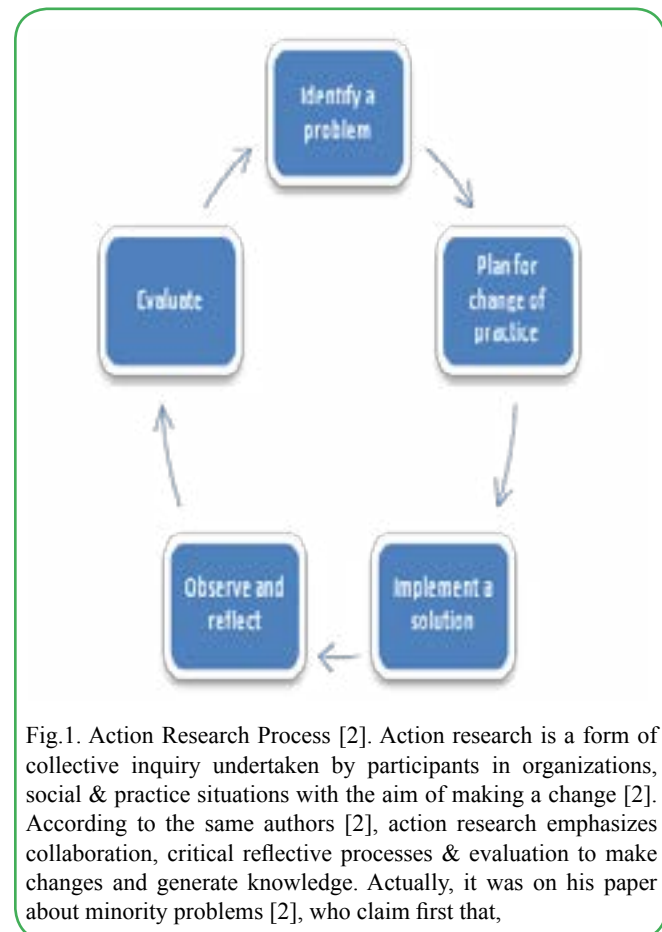 Identify a
problem
Plan for
change of
practice
Implement a
solution
Observe and
reflect
Evaluate
Fig.1. Action Research Process [2]. Action research is a form of
collective inquiry undertaken by participants in organizations,
social & practice situations with the aim of making a change [2].
According to the same authors [2], action research emphasizes
collaboration, critical reflective processes & evaluation to make
changes and generate knowledge. Actually, it was on his paper
about minority problems [2], who claim first that,